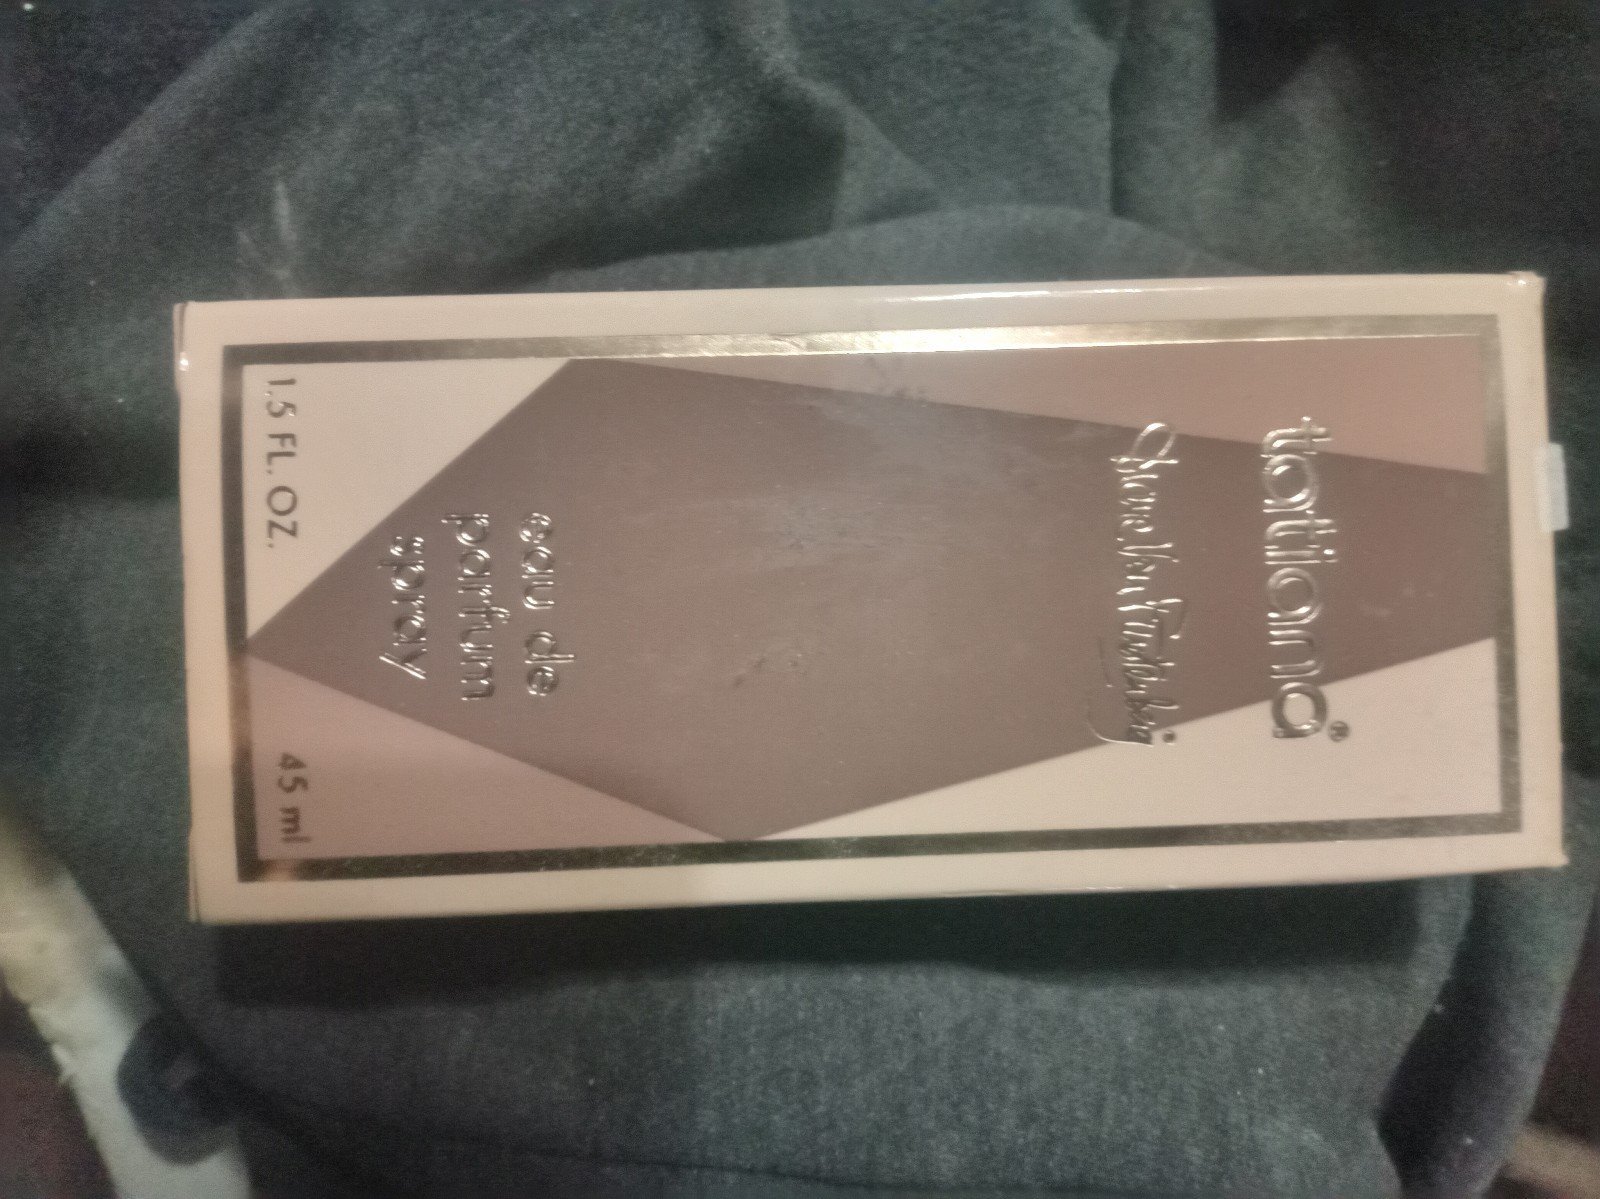 tatiana®
Diane Von Furstenberg
eau de
parfum
spray
1.5 FL. OZ.
45 ml